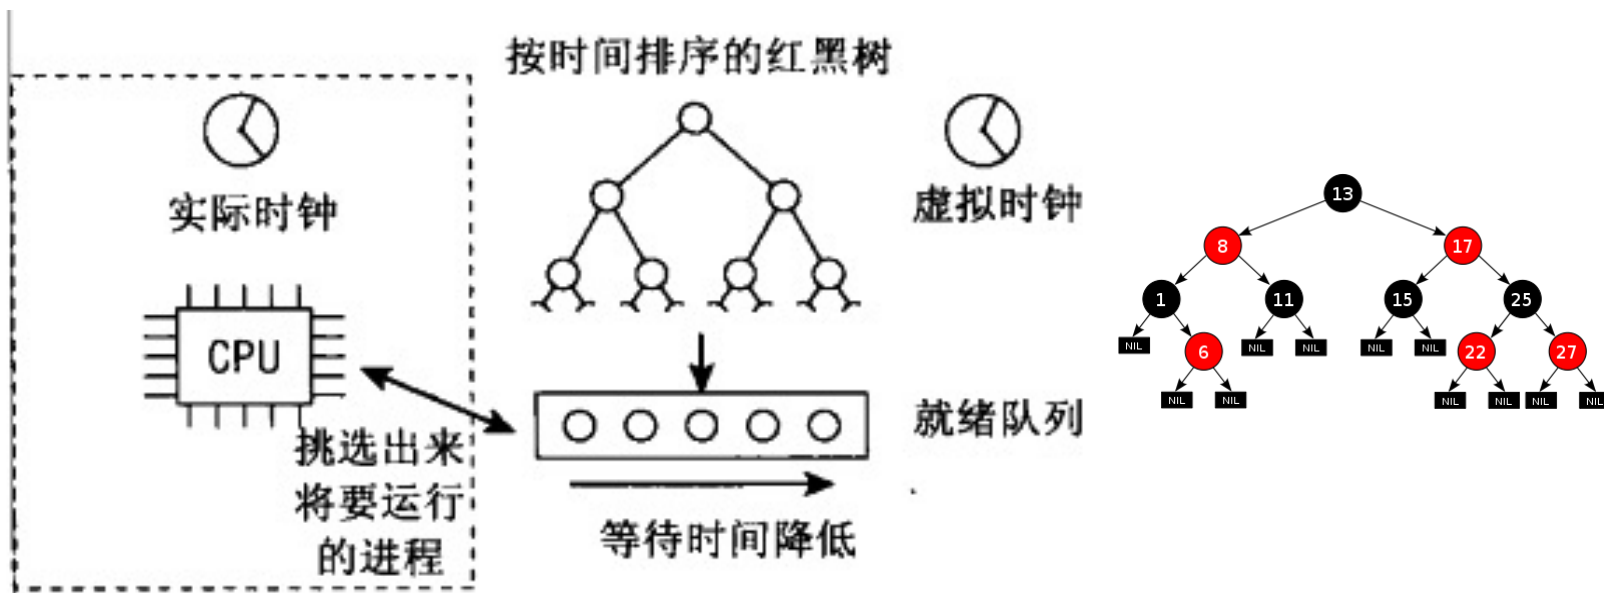 按时间排序的红黑树
实际时钟
虚拟时钟
CPU
挑选出来
将要运行
的进程
就绪队列
等待时间降低
13
8
17
1
11
15
25
NIL
6
NIL
NIL
NIL
NIL
22
27
NIL
NIL
NIL
NIL
NIL
NIL